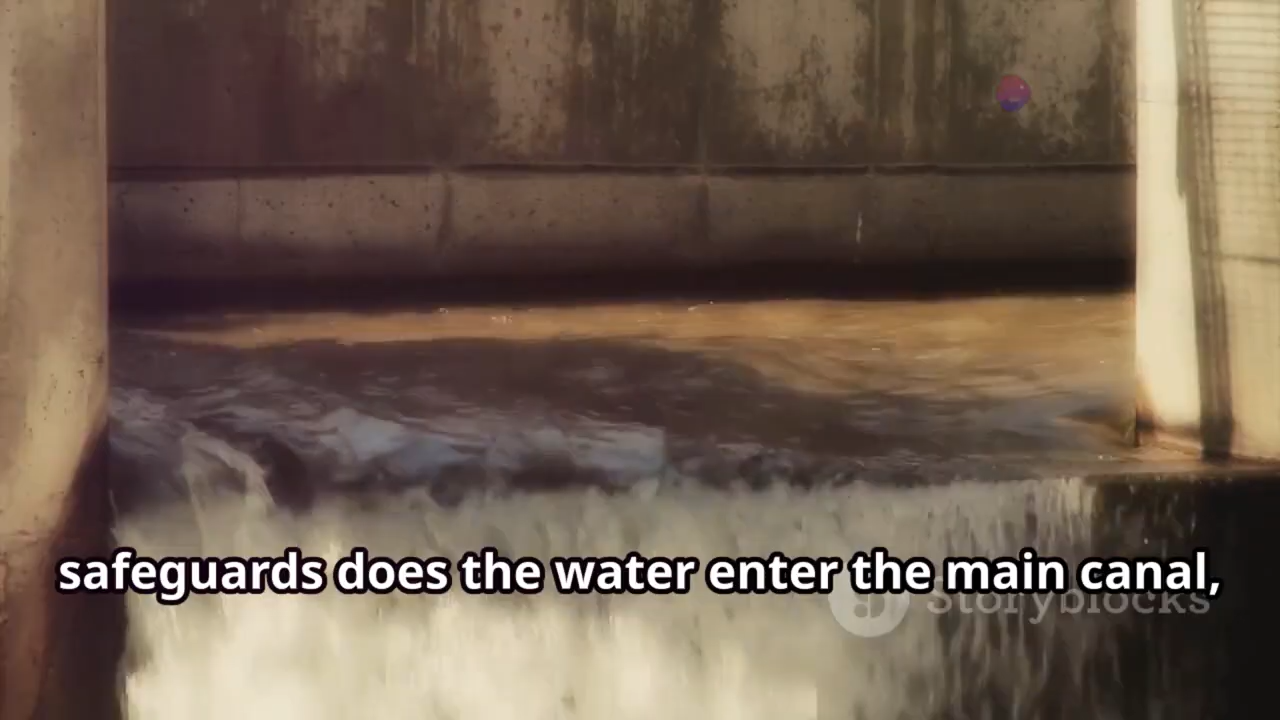 safeguards does the water enter the main canal,
Storyblocks